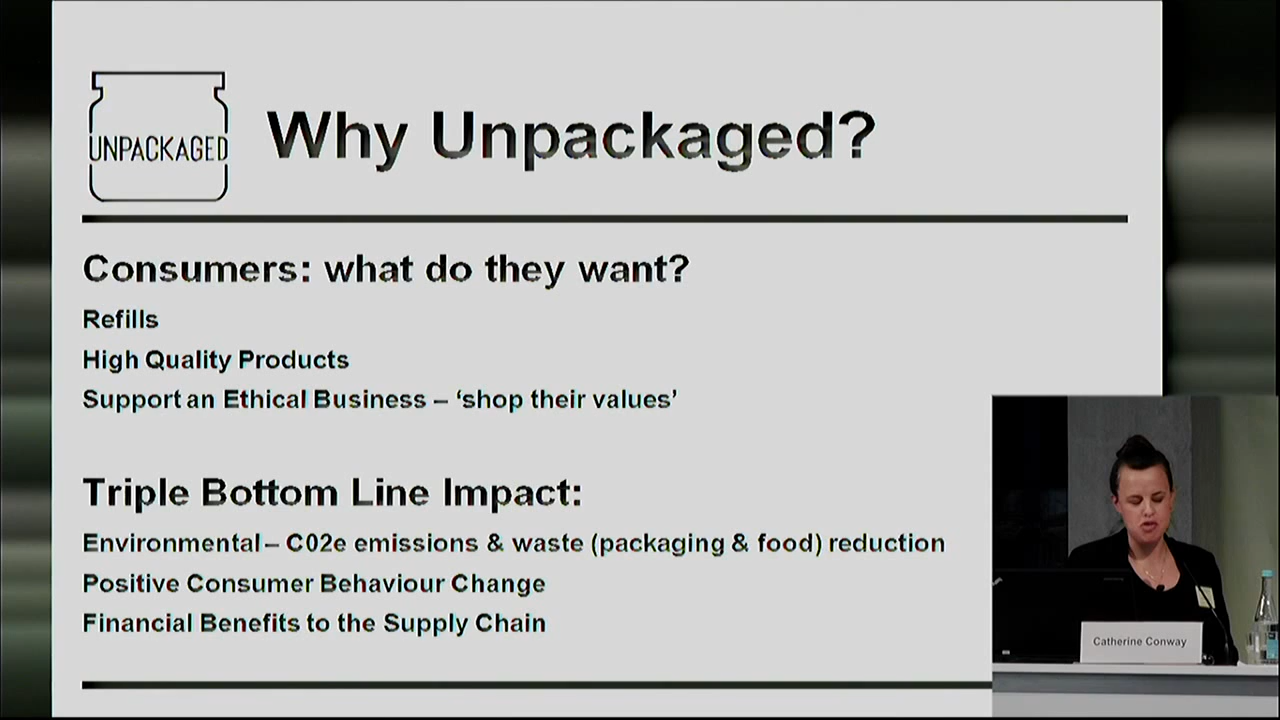 UNPACKAGED
Why Unpackaged?
Consumers: what do they want?
Refills
High Quality Products
Support an Ethical Business – ‘shop their values’
Triple Bottom Line Impact:
Environmental – C02e emissions & waste (packaging & food) reduction
Positive Consumer Behaviour Change
Financial Benefits to the Supply Chain
Catherine Conway